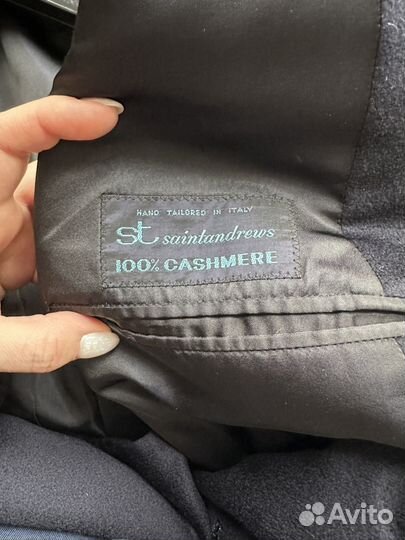 HAND TAILORED IN ITALY
st saintandrews
100% CASHMERE
Avito